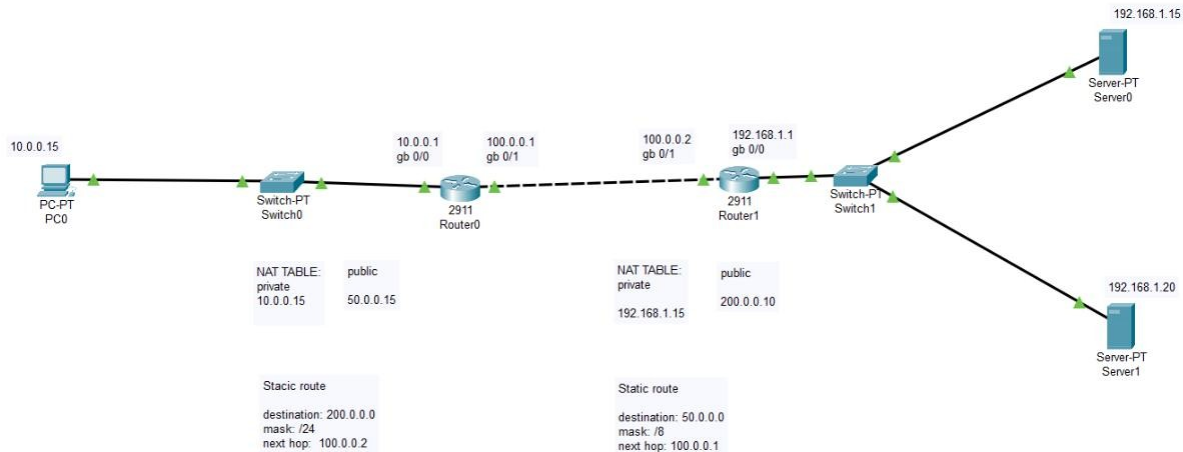 192.168.1.15
Server-PT
Server0
10.0.0.15
PC-PT
PC0
Switch-PT
Switch0
10.0.0.1
gb 0/0
100.0.0.1
gb 0/1
2911
Router0
100.0.0.2
gb 0/1
192.168.1.1
gb 0/0
2911
Router1
Switch-PT
Switch1
192.168.1.20
Server-PT
Server1
NAT TABLE:
private
10.0.0.15
public
50.0.0.15
NAT TABLE:
private
192.168.1.15
public
200.0.0.10
Stacic route
destination: 200.0.0.0
mask: /24
next hop: 100.0.0.2
Static route
destination: 50.0.0.0
mask: /8
next hop: 100.0.0.1